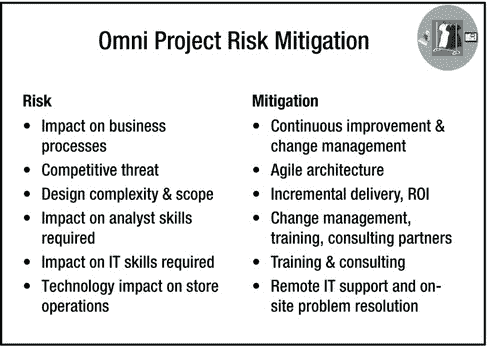 Omni Project Risk Mitigation
Risk
• Impact on business
processes
• Competitive threat
• Design complexity & scope
• Impact on analyst skills
required
• Impact on IT skills required
• Technology impact on store
operations
Mitigation
• Continuous improvement &
change management
• Agile architecture
• Incremental delivery, ROI
• Change management,
training, consulting partners
• Training & consulting
• Remote IT support and on-
site problem resolution